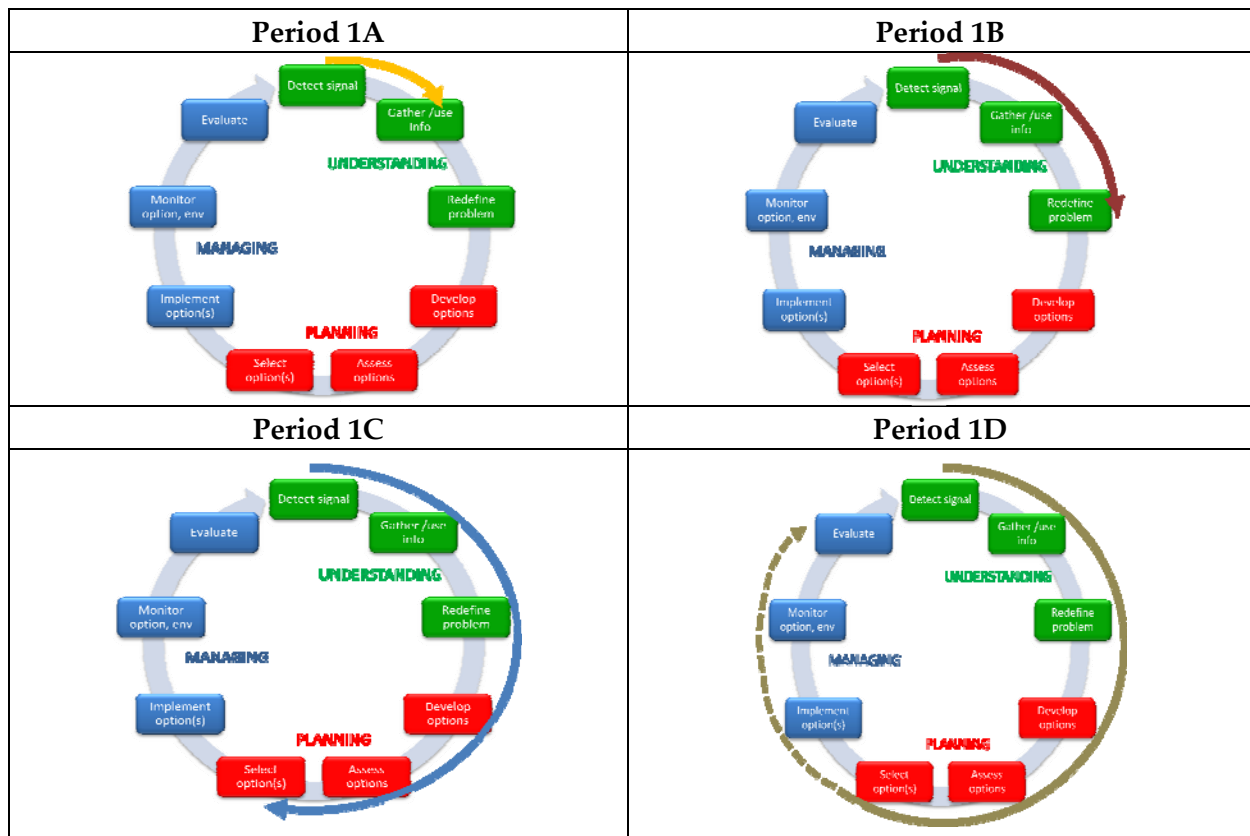 Period 1A
Period 1B
Detect signal
Gather /use
Info
UNDERSTANDING
Redefine
problem
Develop
options
PLANNING
Assess
options
Select
option(s)
Implement
option(s)
MANAGING
Monitor
option, env
Evaluate
Detect signal
Gather /use
info
UNDERSTANDING
Redefine
problem
Develop
options
PLANNING
Assess
options
Select
option(s)
Implement
option(s)
MANAGING
Monitor
option, env
Evaluate
Period 1C
Period 1D
Detect signal
Gather /use
info
UNDERSTANDING
Redefine
problem
Develop
options
PLANNING
Assess
options
Select
option(s)
Implement
option(s)
MANAGING
Monitor
option, env
Evaluate
Detect signal
Gather /use
info
UNDERSTANDING
Redefine
problem
Develop
options
PLANNING
Assess
options
Select
option(s)
Implement
option(s)
MANAGING
Monitor
option, env
Evaluate